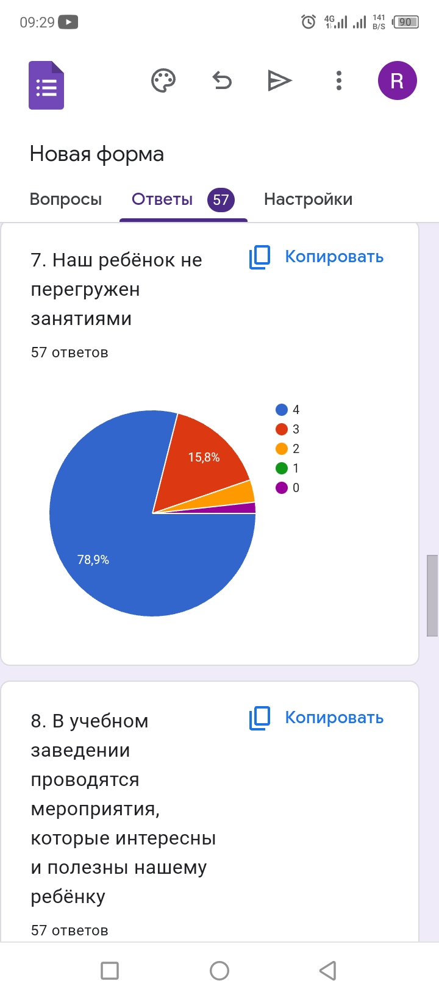 09:29
4G
141
B/S
90
R
Новая форма
Вопросы
Ответы 57
Настройки
7. Наш ребёнок не
перегружен
занятиями
Копировать
57 ответов
4
3
2
1
0
15,8%
78,9%
8. В учебном
заведении
проводятся
мероприятия,
которые интересны
и полезны нашему
ребёнку
Копировать
57 ответов